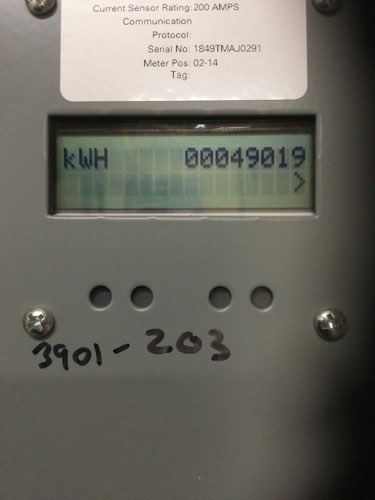 Current Sensor Rating: 200 AMPS
Communication
Protocol:
Serial No: 1849TMAJ0291
Meter Pos: 02-14
Tag:
kWH 00049019
>
3901-203